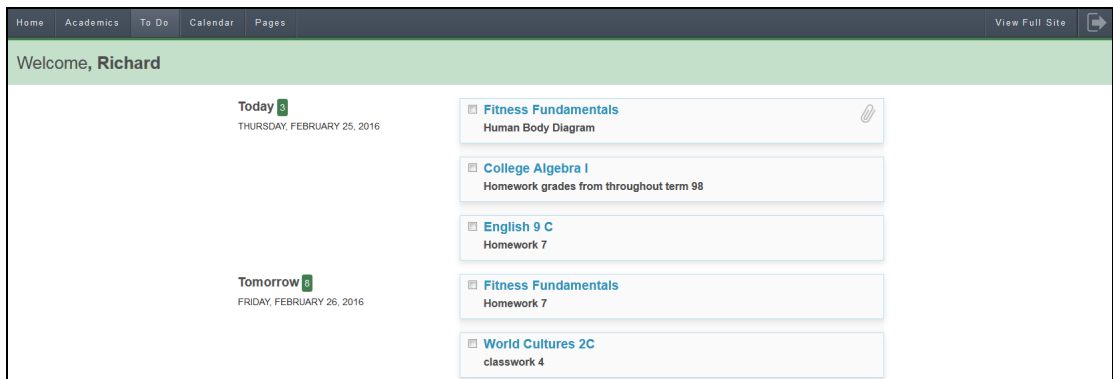 Home Academics To Do Calendar Pages View Full Site
Welcome, Richard
Today 3
THURSDAY, FEBRUARY 25, 2016
Fitness Fundamentals
Human Body Diagram
College Algebra I
Homework grades from throughout term 98
English 9 C
Homework 7
Tomorrow 8
FRIDAY, FEBRUARY 26, 2016
Fitness Fundamentals
Homework 7
World Cultures 2C
classwork 4